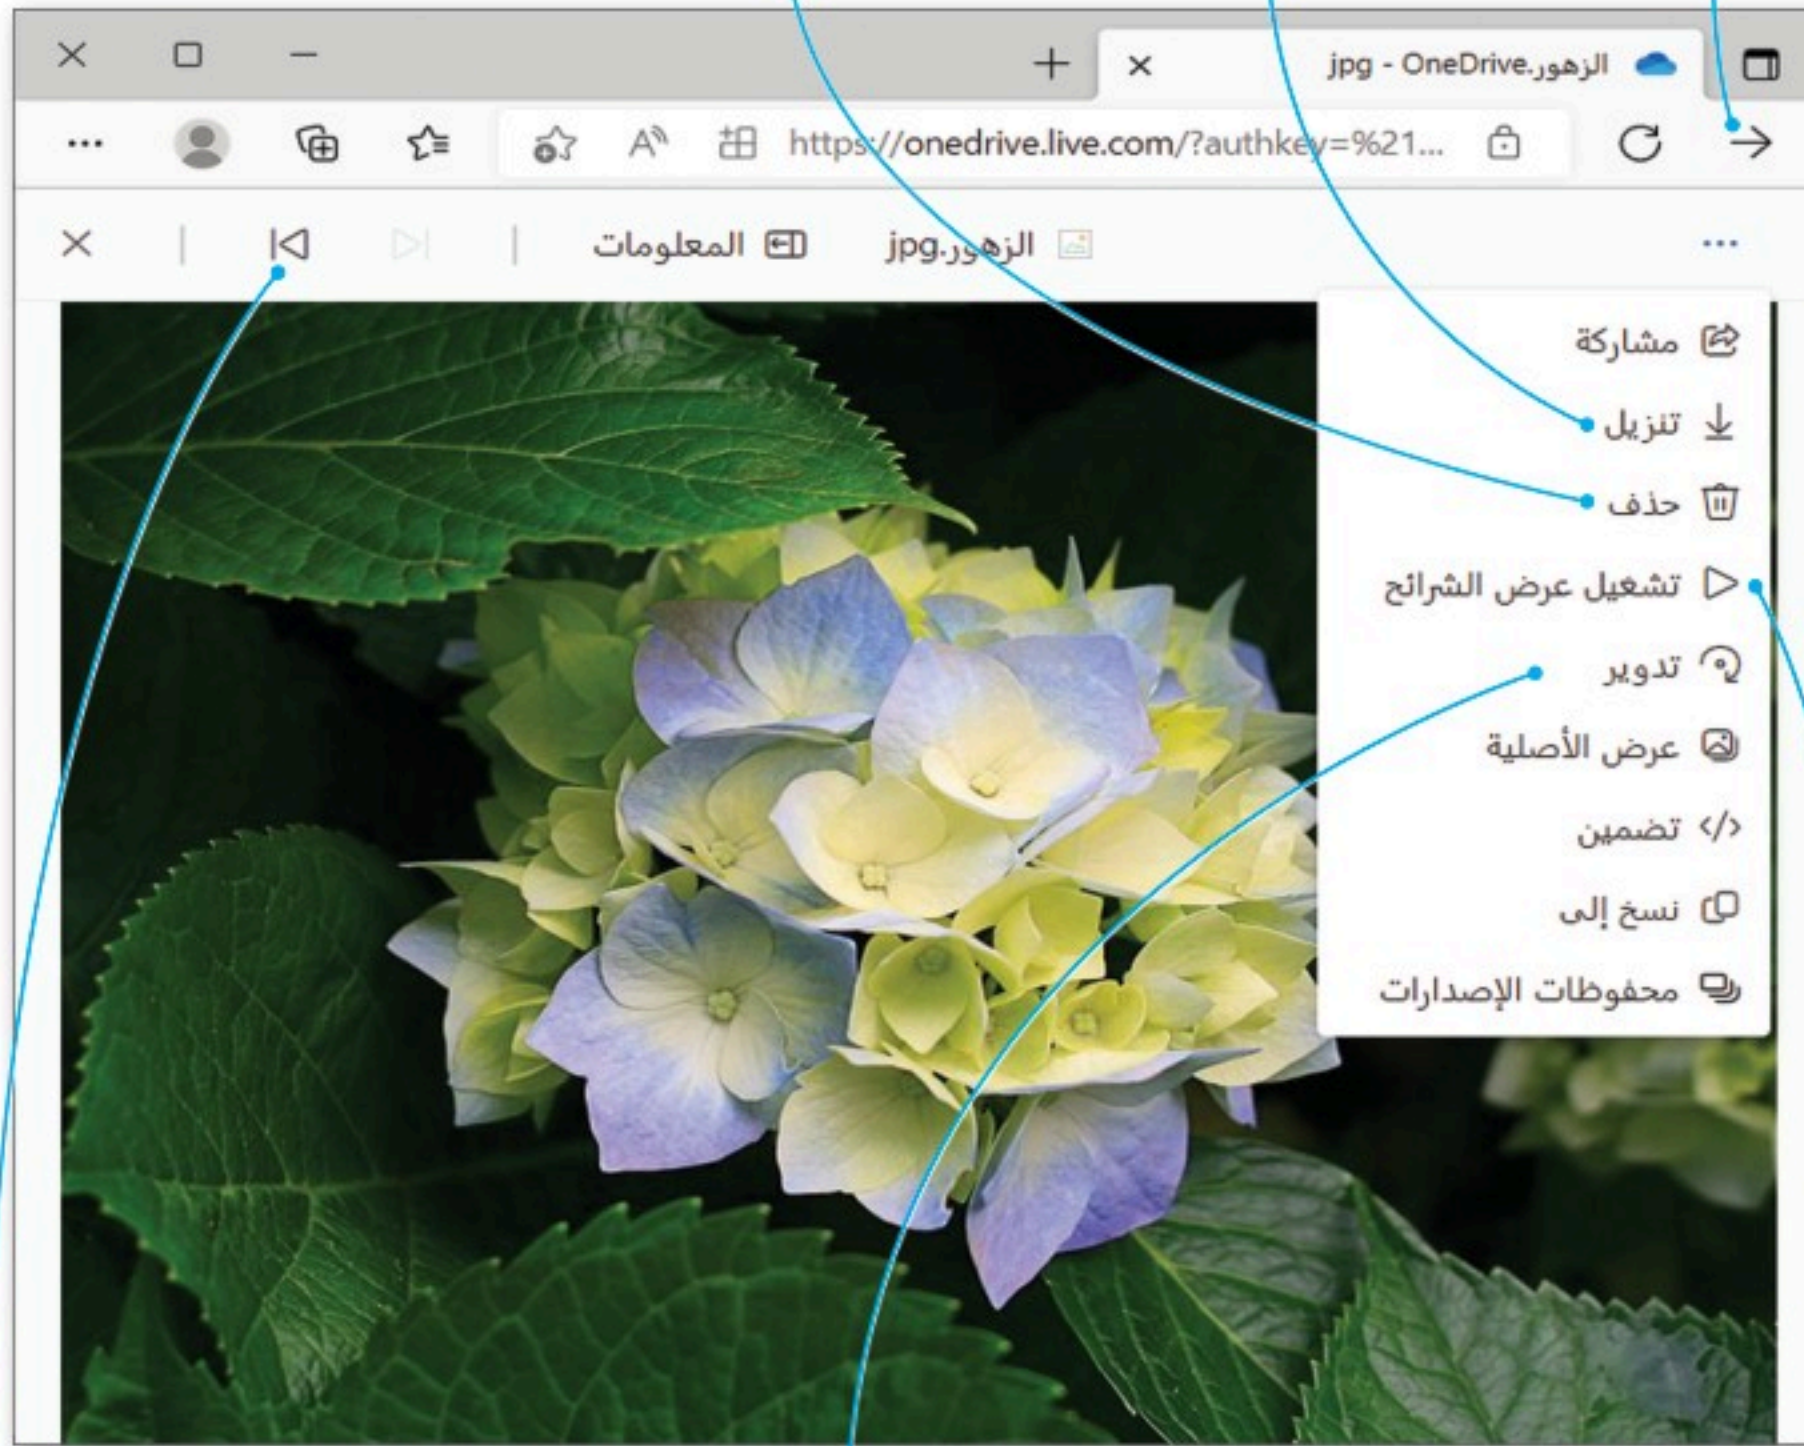 الزهور.jpg - OneDrive
https://onedrive.live.com/?authkey=%21...
الزهور.jpg
المعلومات
مشاركة
تنزيل
حذف
تشغيل عرض الشرائح
تدوير
عرض الأصلية
تضمين
نسخ إلى
محفوظات الإصدارات